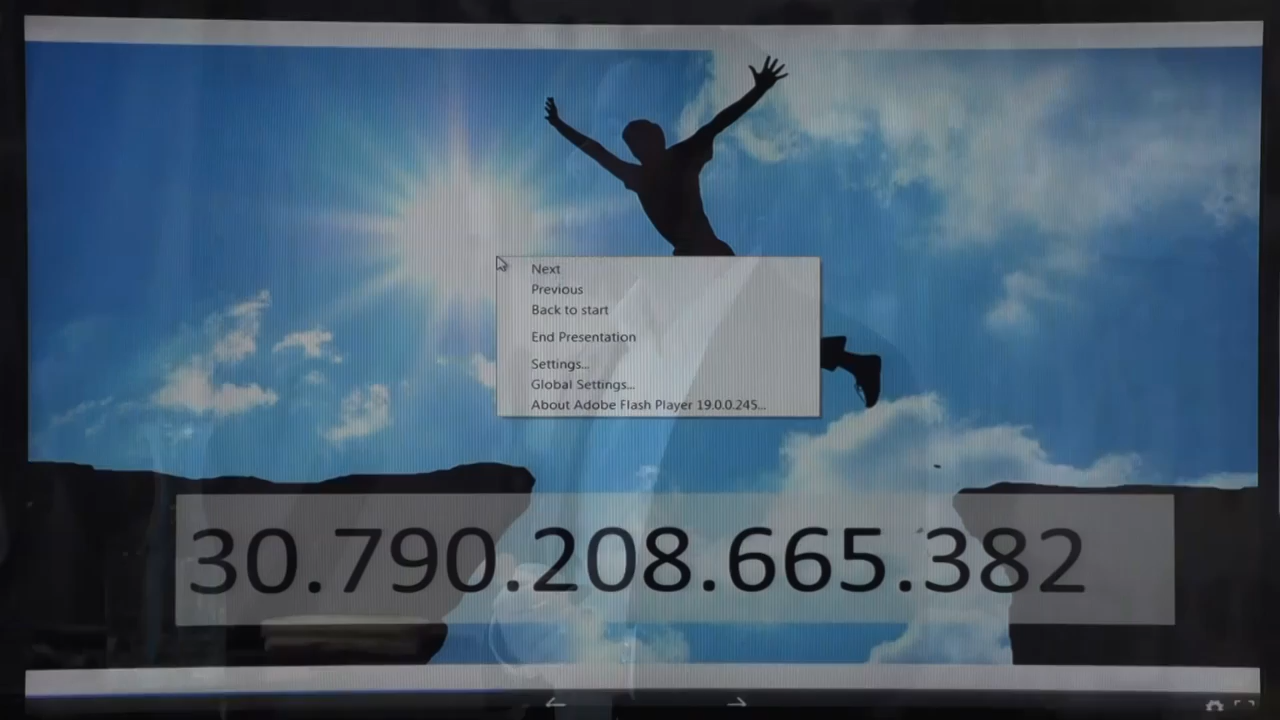 Next
Previous
Back to start
End Presentation
Settings...
Global Settings...
About Adobe Flash Player 19.0.0.245...
30.790.208.665.382